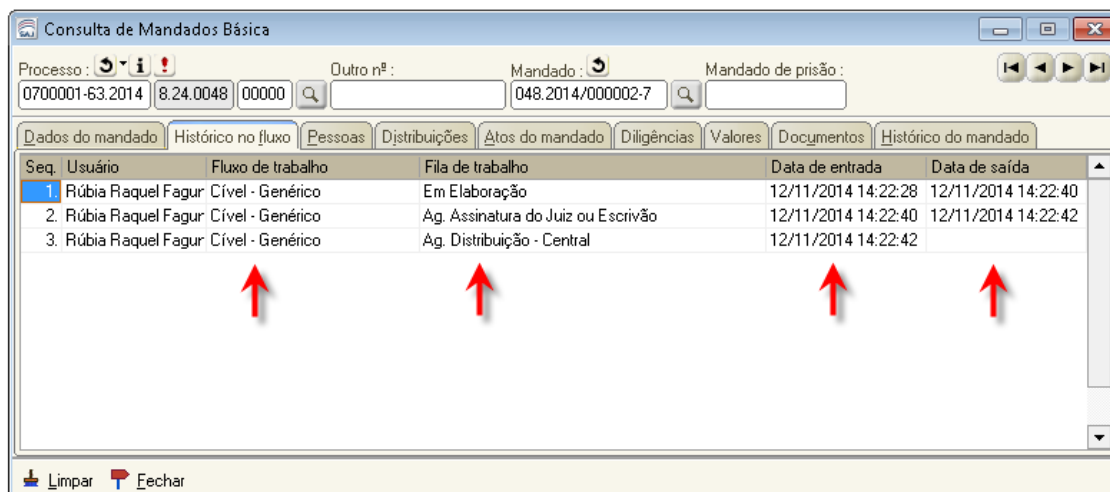 Consulta de Mandados Básica
Processo : Outro nº : Mandado : Mandado de prisão :
0700001-63.2014 8.24.0048 00000 048.2014/000002-7
Dados do mandado Histórico no fluxo Pessoas Distribuições Atos do mandado Diligências Valores Documentos Histórico do mandado
Seq. Usuário Fluxo de trabalho Fila de trabalho Data de entrada Data de saída
1. Rúbia Raquel Fagur Cível - Genérico Em Elaboração 12/11/2014 14:22:28 12/11/2014 14:22:40
2. Rúbia Raquel Fagur Cível - Genérico Ag. Assinatura do Juiz ou Escrivão 12/11/2014 14:22:40 12/11/2014 14:22:42
3. Rúbia Raquel Fagur Cível - Genérico Ag. Distribuição - Central 12/11/2014 14:22:42
Limpar Fechar